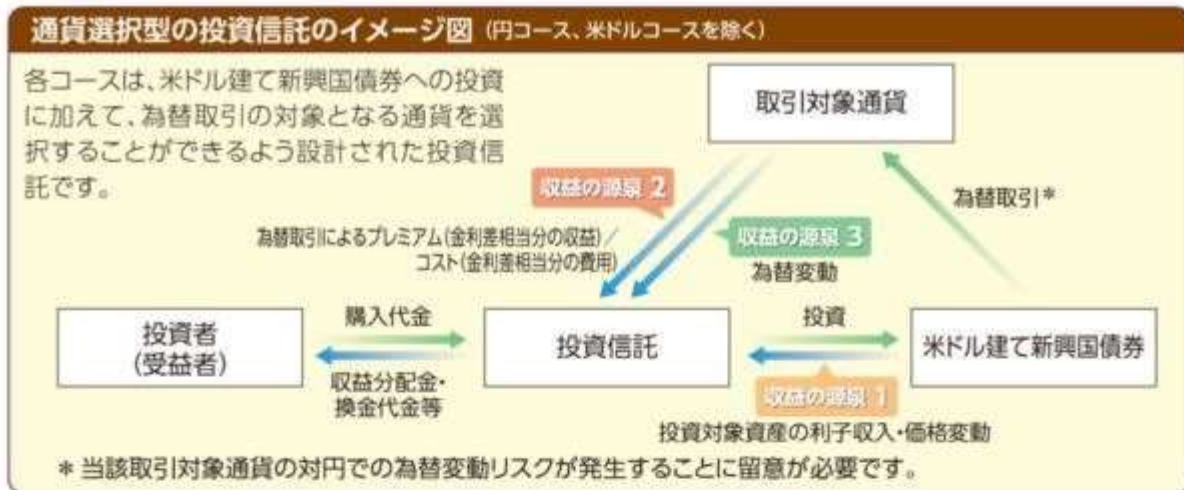 通貨選択型の投資信託のイメージ図(円コース、米ドルコースを除く)
各コースは、米ドル建て新興国債券への投資
に加えて、為替取引の対象となる通貨を選
択することができるよう設計された投資信
託です。
取引対象通貨
収益の源泉 2
為替取引*
為替取引によるプレミアム(金利差相当分の収益)/
コスト(金利差相当分の費用)
収益の源泉 3
為替変動
投資者
(受益者)
購入代金
収益分配金・
換金代金等
投資信託
投資
米ドル建て新興国債券
収益の源泉 1
投資対象資産の利子収入・価格変動
*当該取引対象通貨の対円での為替変動リスクが発生することに留意が必要です。